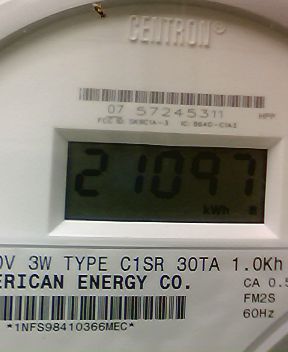 CENTRON®
07 57245311 HPP
21097
kWh
0V 3W TYPE C1SR 30TA 1.0Kh
ERICAN ENERGY CO. CA 0.5
FM2S
*1NFS98410366MEC* 60Hz